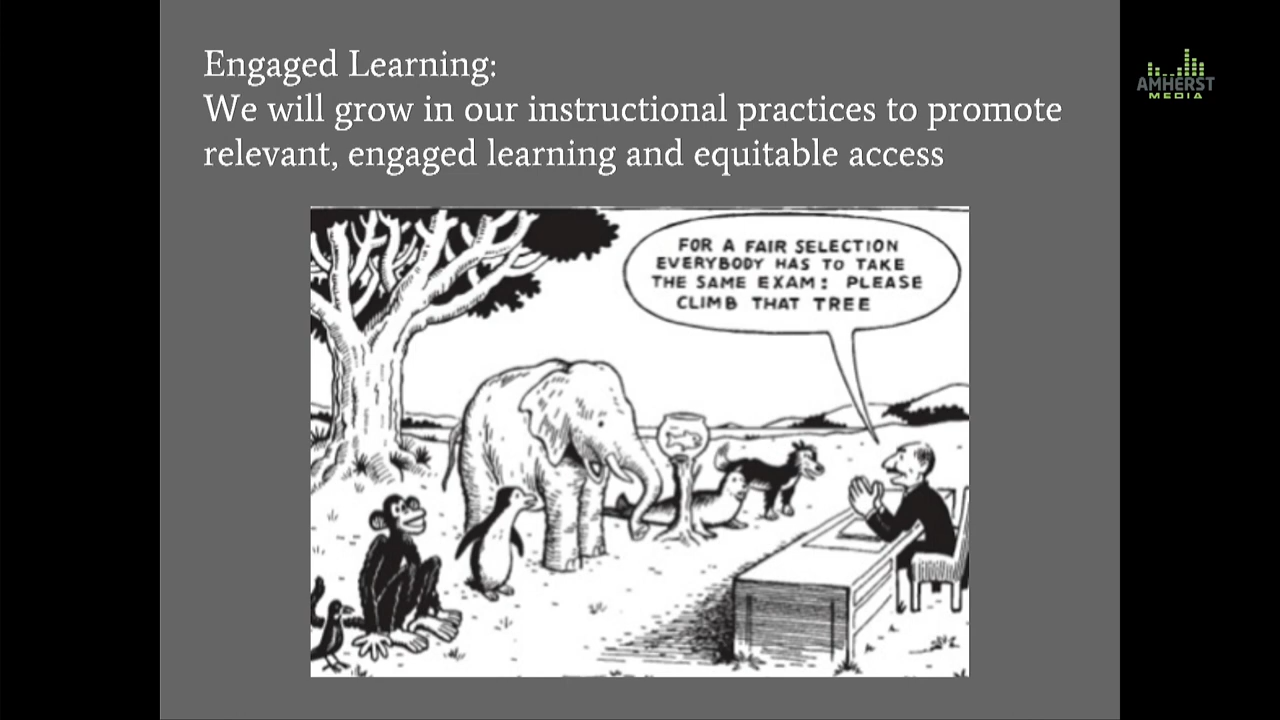 Engaged Learning:
We will grow in our instructional practices to promote
relevant, engaged learning and equitable access
AMHERST
MEDIA
FOR A FAIR SELECTION
EVERYBODY HAS TO TAKE
THE SAME EXAM: PLEASE
CLIMB THAT TREE